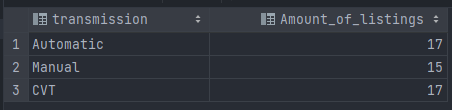 transmission Amount_of_listings
1 Automatic 17
2 Manual 15
3 CVT 17